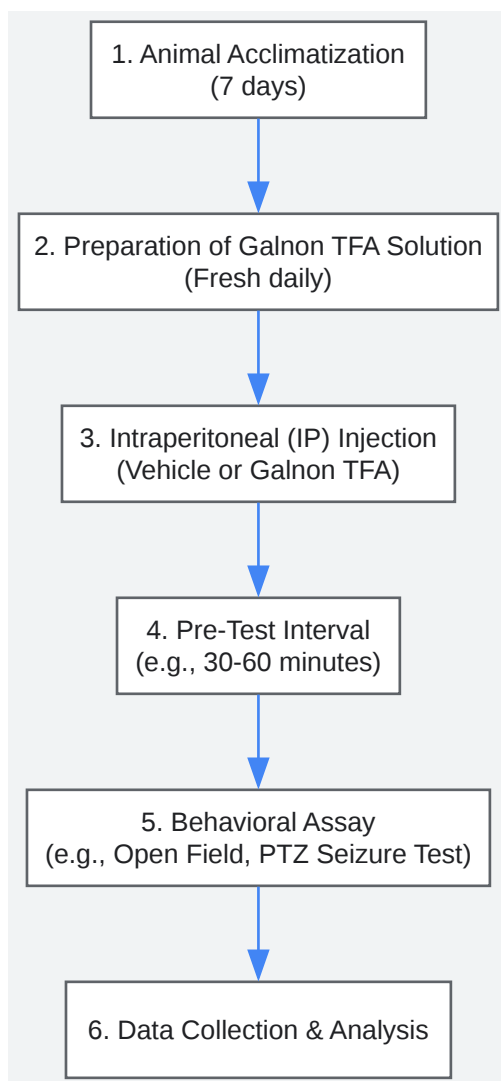 1. Animal Acclimatization
(7 days)
2. Preparation of Galnon TFA Solution
(Fresh daily)
3. Intraperitoneal (IP) Injection
(Vehicle or Galnon TFA)
4. Pre-Test Interval
(e.g., 30-60 minutes)
5. Behavioral Assay
(e.g., Open Field, PTZ Seizure Test)
6. Data Collection & Analysis